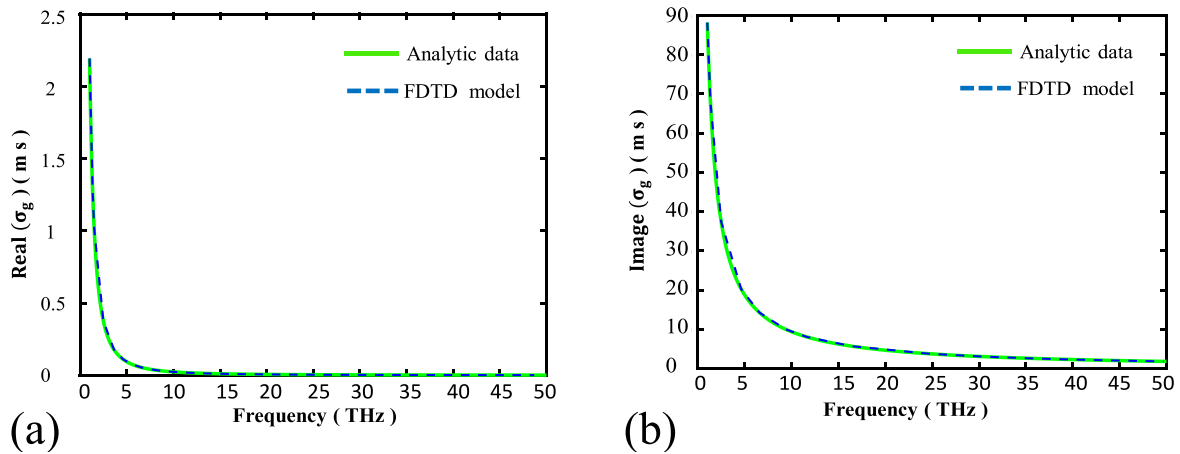 2.5
2
1.5
1
0.5
0
Real (σg) ( m s )
Analytic data
FDTD model
0 5 10 15 20 25 30 35 40 45 50
Frequency ( THz )
(a)
90
80
70
60
50
40
30
20
10
0
Image (σg) ( m s )
Analytic data
FDTD model
0 5 10 15 20 25 30 35 40 45 50
Frequency ( THz )
(b)